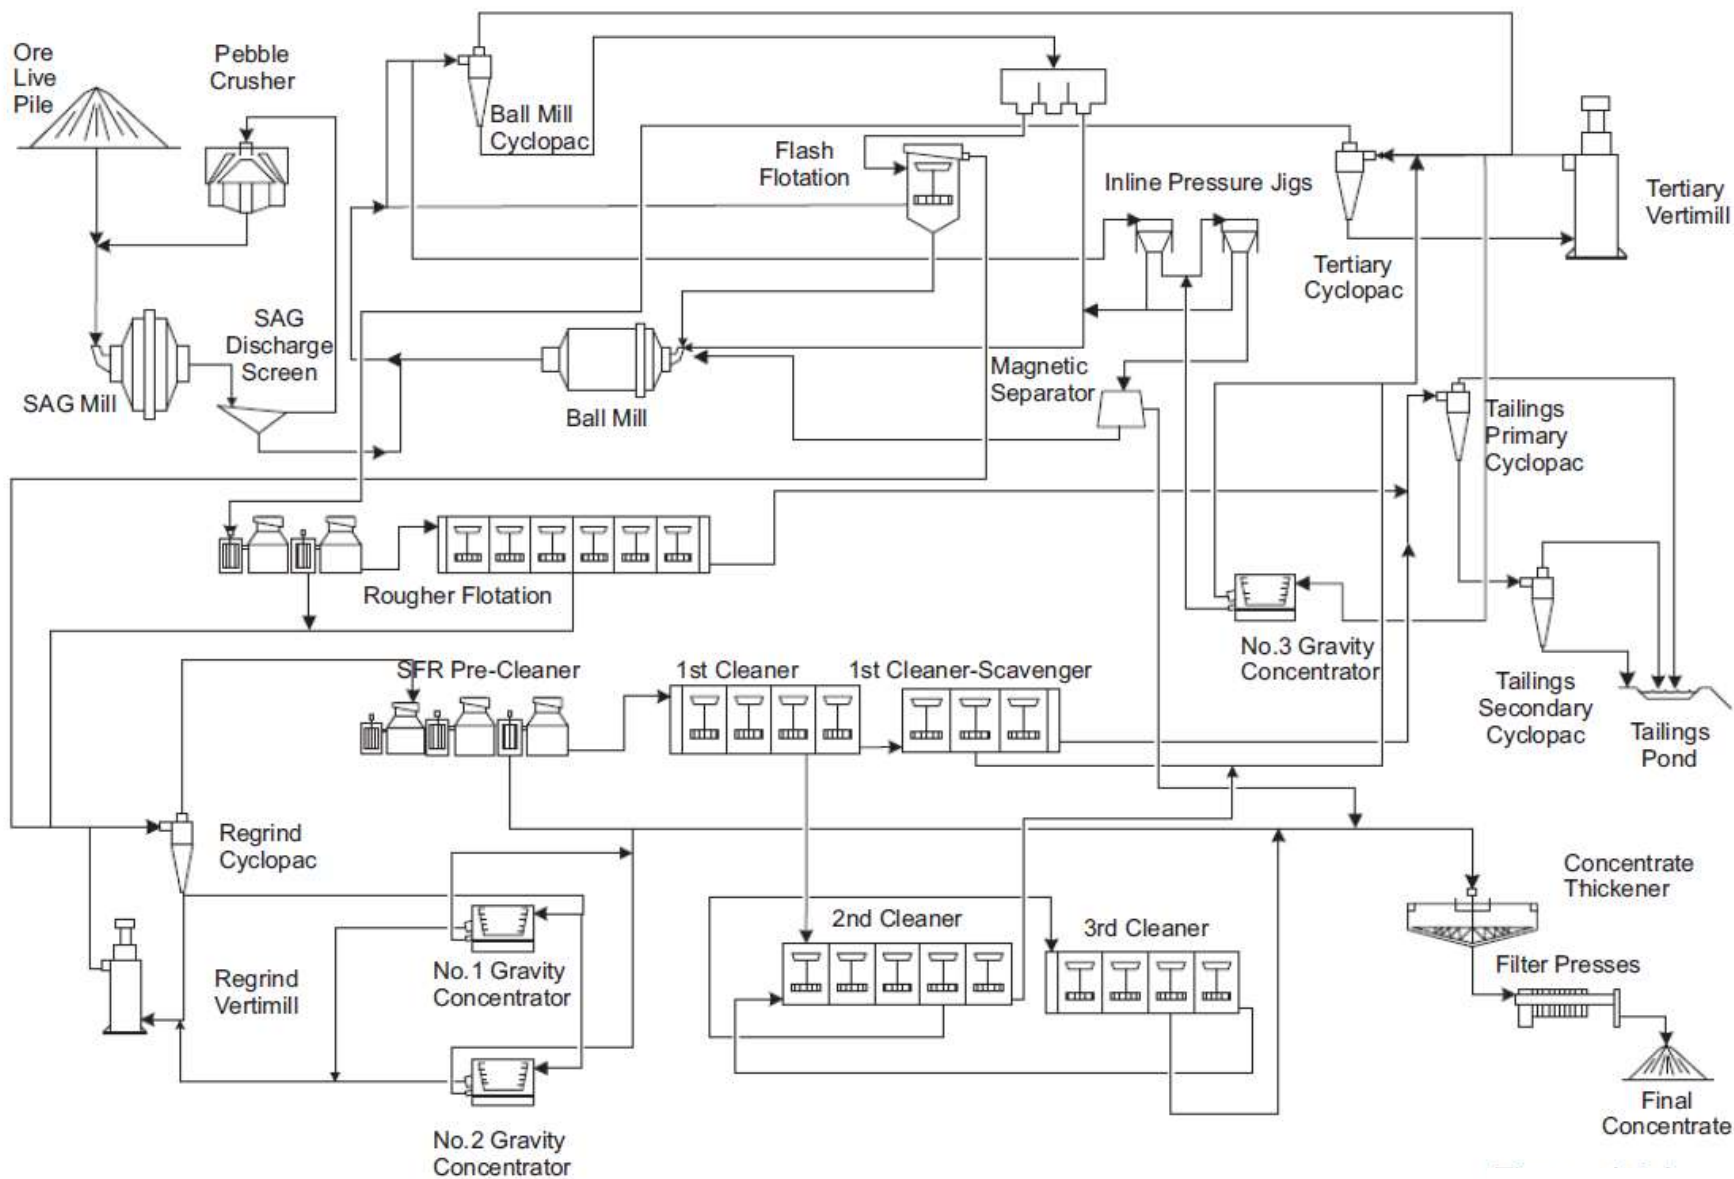 Ore
Live
Pile
Pebble
Crusher
Ball Mill
Cyclopac
Flash
Flotation
Inline Pressure Jigs
Tertiary
Vertimill
Tertiary
Cyclopac
SAG
Discharge
Screen
SAG Mill
Ball Mill
Magnetic
Separator
Tailings
Primary
Cyclopac
Rougher Flotation
No.3 Gravity
Concentrator
SFR Pre-Cleaner
1st Cleaner
1st Cleaner-Scavenger
Tailings
Secondary
Cyclopac
Tailings
Pond
Regrind
Cyclopac
Concentrate
Thickener
2nd Cleaner
3rd Cleaner
No.1 Gravity
Concentrator
Regrind
Vertimill
Filter Presses
Final
Concentrate
No.2 Gravity
Concentrator